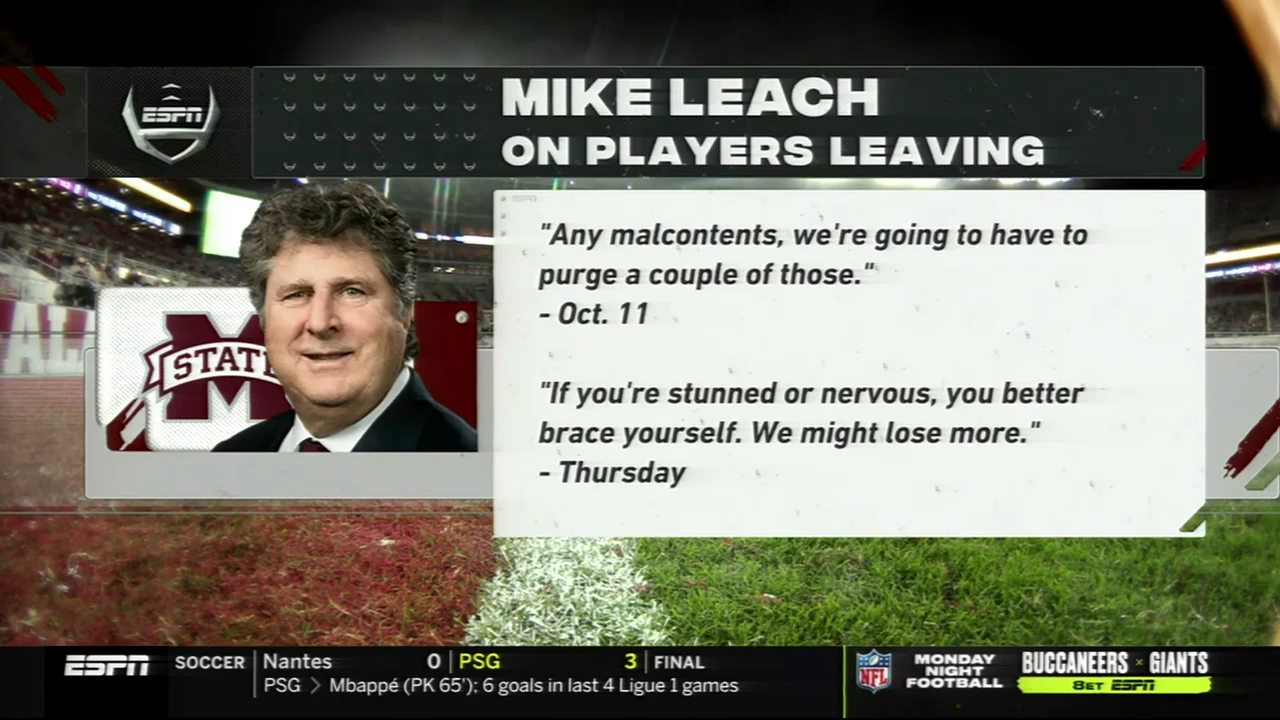 ESPN
MIKE LEACH
ON PLAYERS LEAVING
STATE
"Any malcontents, we're going to have to
purge a couple of those."
- Oct. 11
"If you're stunned or nervous, you better
brace yourself. We might lose more."
- Thursday
ESPN
SOCCER
Nantes 0
PSG 3
FINAL
PSG > Mbappé (PK 65'); 6 goals in last 4 Ligue 1 games
NFL
MONDAY
NIGHT
FOOTBALL
BUCCANEERS × GIANTS
8ET ESPN